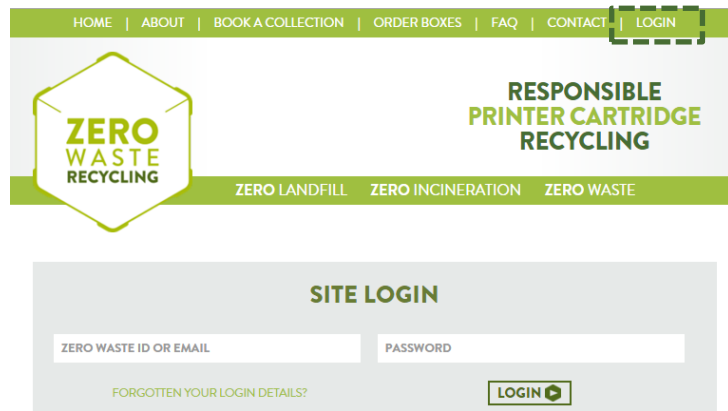 HOME | ABOUT | BOOK A COLLECTION | ORDER BOXES | FAQ | CONTACT | LOGIN
ZERO
WASTE
RECYCLING
RESPONSIBLE
PRINTER CARTRIDGE
RECYCLING
ZERO LANDFILL ZERO INCINERATION ZERO WASTE
SITE LOGIN
ZERO WASTE ID OR EMAIL PASSWORD
FORGOTTEN YOUR LOGIN DETAILS? LOGIN